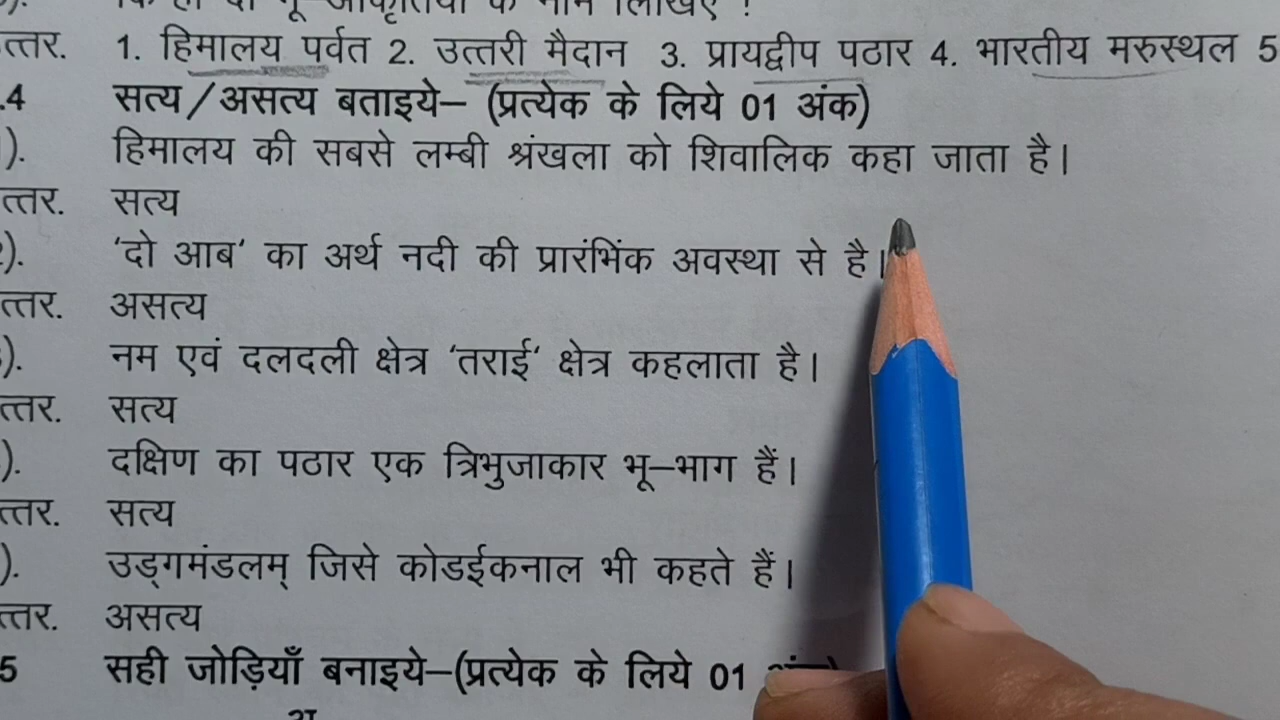 त्तर. 1. हिमालय पर्वत 2. उत्तरी मैदान 3. प्रायद्वीप पठार 4. भारतीय मरुस्थल 5
.4 सत्य/असत्य बताइये– (प्रत्येक के लिये 01 अंक)
). हिमालय की सबसे लम्बी श्रंखला को शिवालिक कहा जाता है।
त्तर. सत्य
). 'दो आब' का अर्थ नदी की प्रारंभिंक अवस्था से है।
त्तर. असत्य
). नम एवं दलदली क्षेत्र 'तराई' क्षेत्र कहलाता है।
त्तर. सत्य
). दक्षिण का पठार एक त्रिभुजाकार भू–भाग हैं।
त्तर. सत्य
). उड्गमंडलम् जिसे कोडईकनाल भी कहते हैं।
त्तर. असत्य
5 सही जोड़ियाँ बनाइये–(प्रत्येक के लिये 01